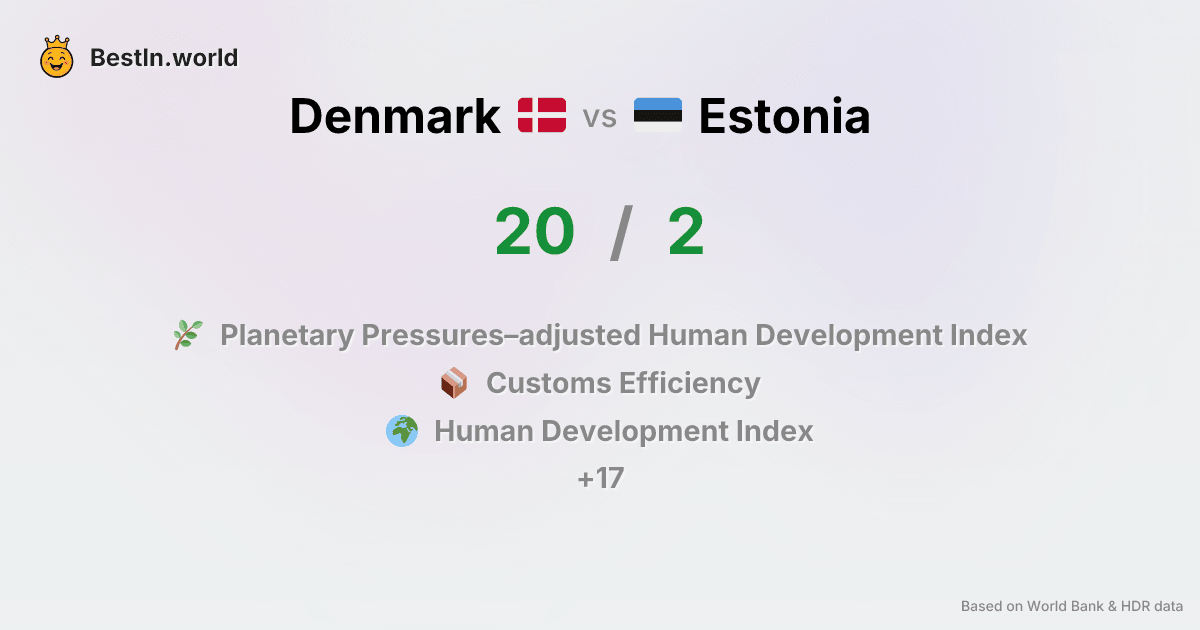 BestIn.world
Denmark vs Estonia
20 / 2
Planetary Pressures–adjusted Human Development Index
Customs Efficiency
Human Development Index
+17
Based on World Bank & HDR data